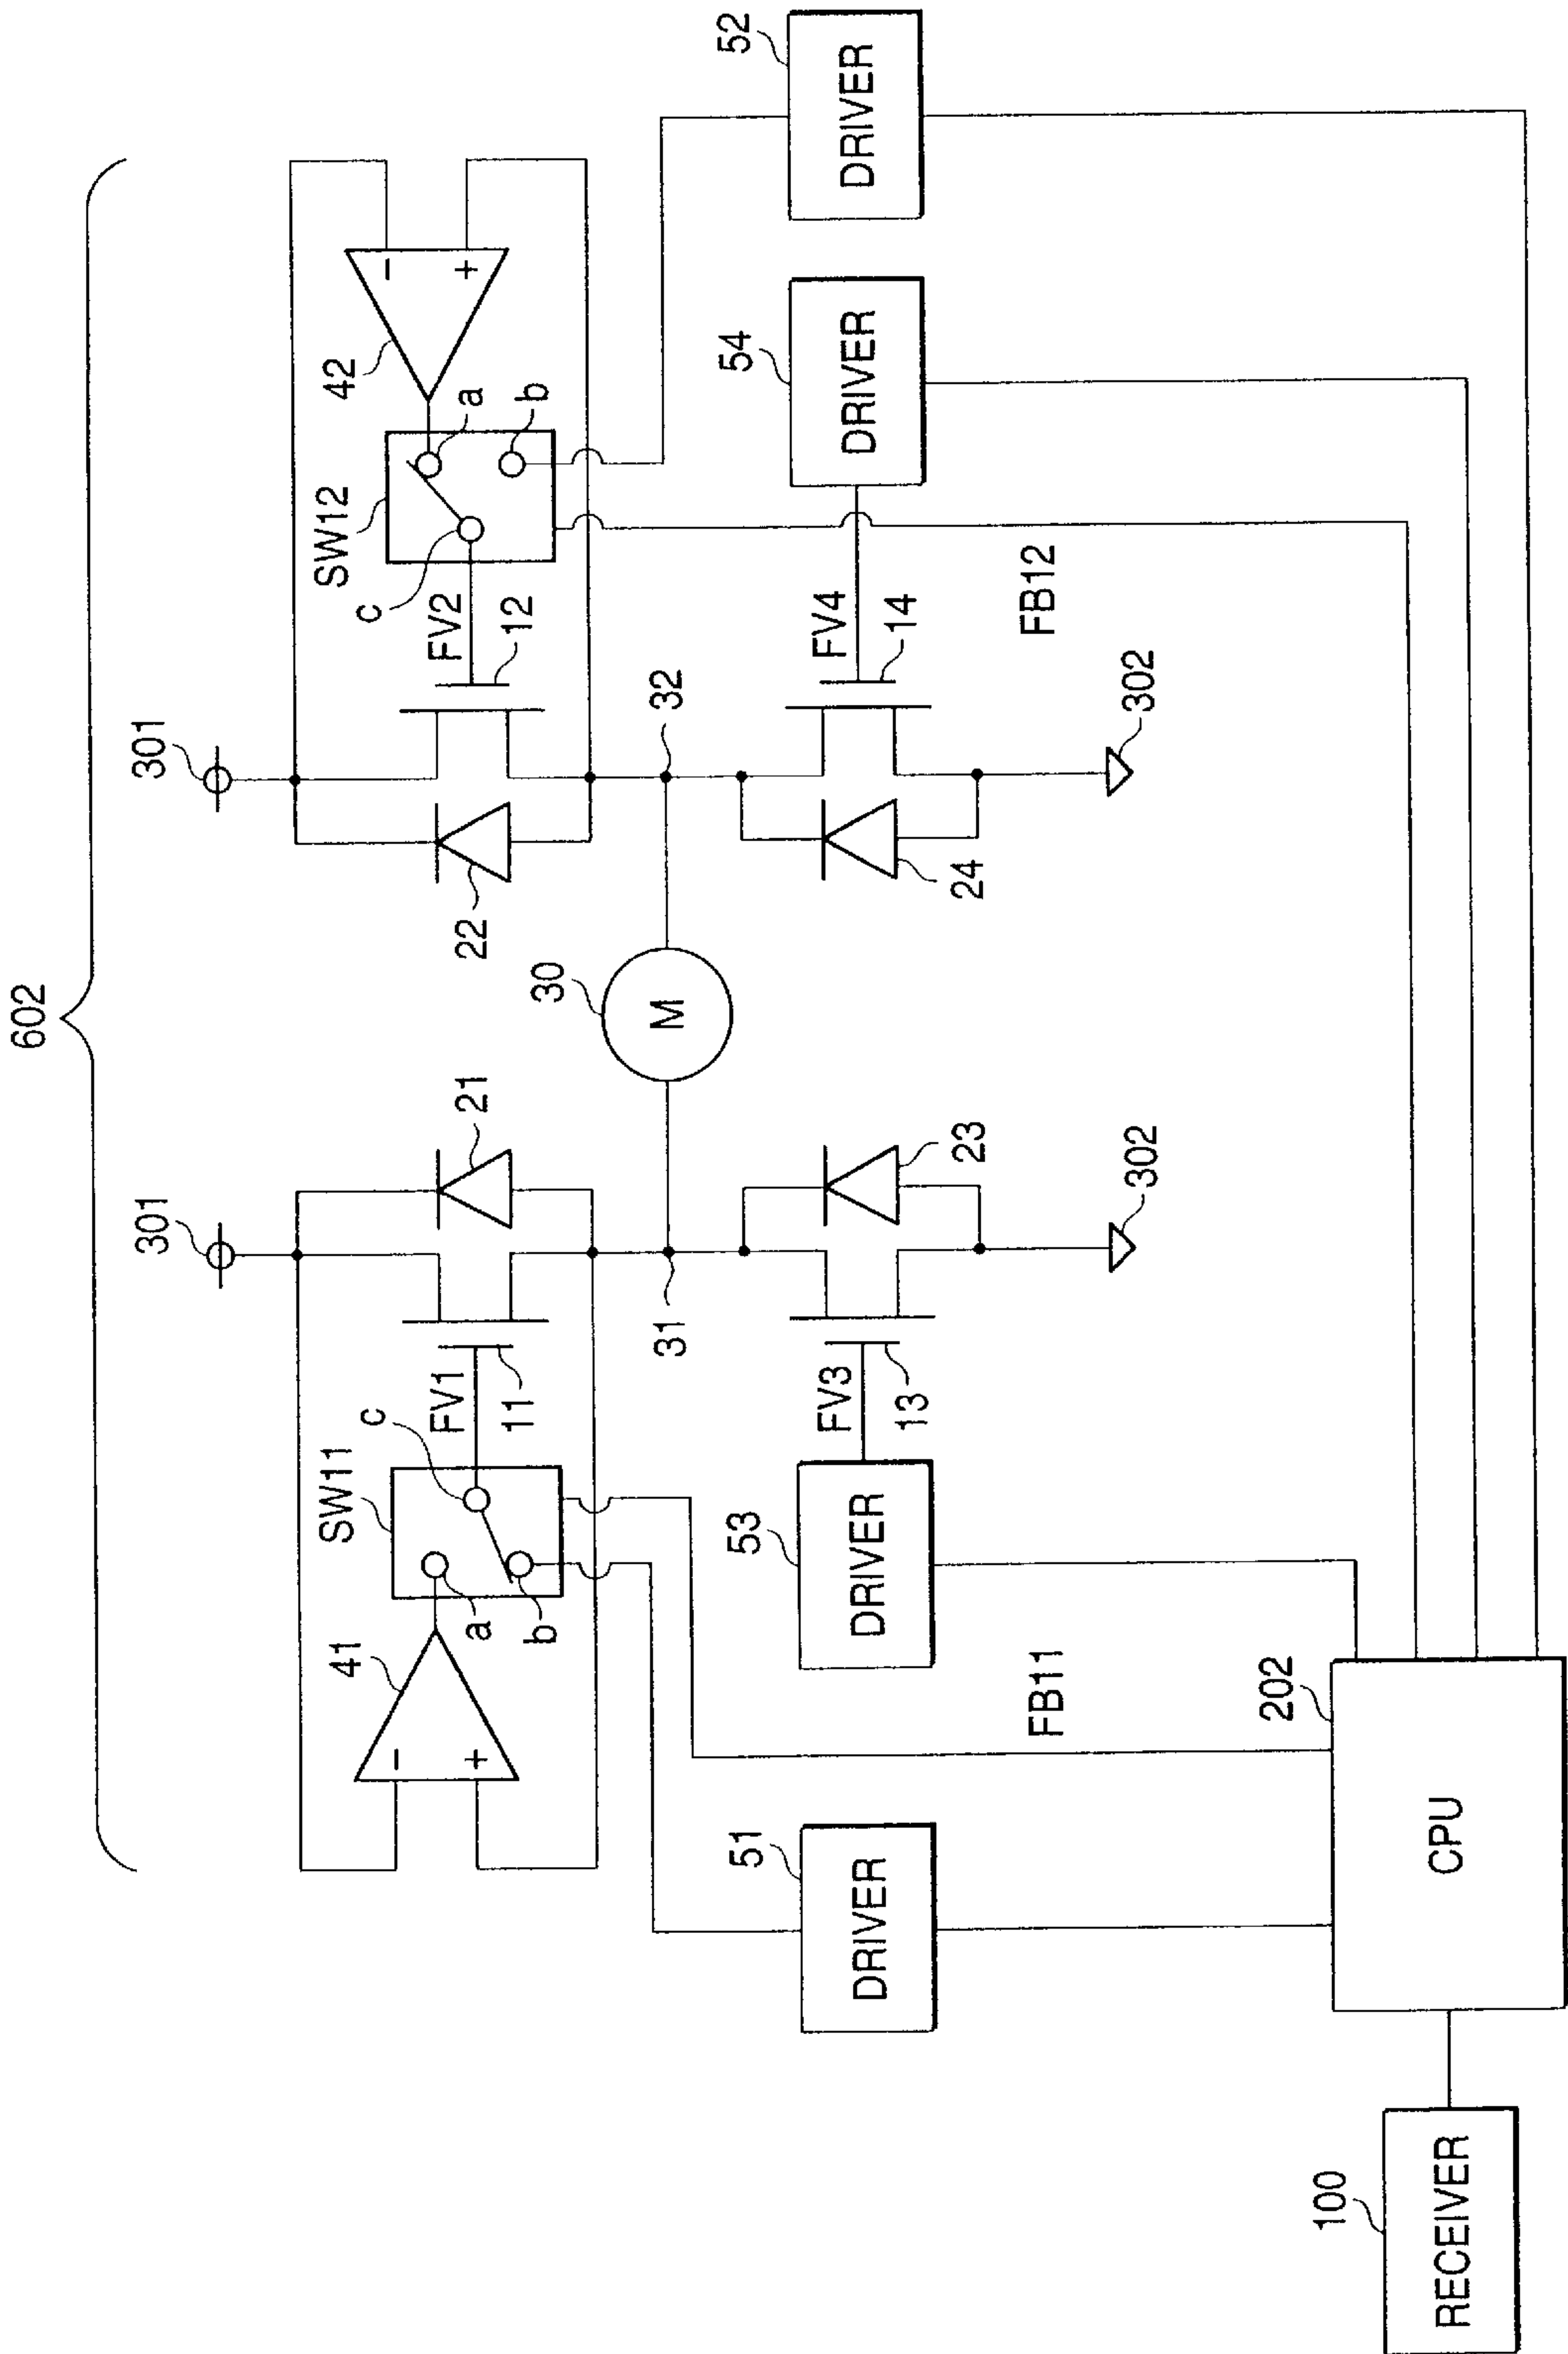 602
301
301
41
SW11
c
a
b
FV1
11
21
22
FV2
12
SW12
c
a
b
42
-
+
-
+
31
30
M
32
51
DRIVER
53
DRIVER
FV3
13
23
24
FV4
14
54
DRIVER
52
DRIVER
302
302
FB11
FB12
100
RECEIVER
202
CPU